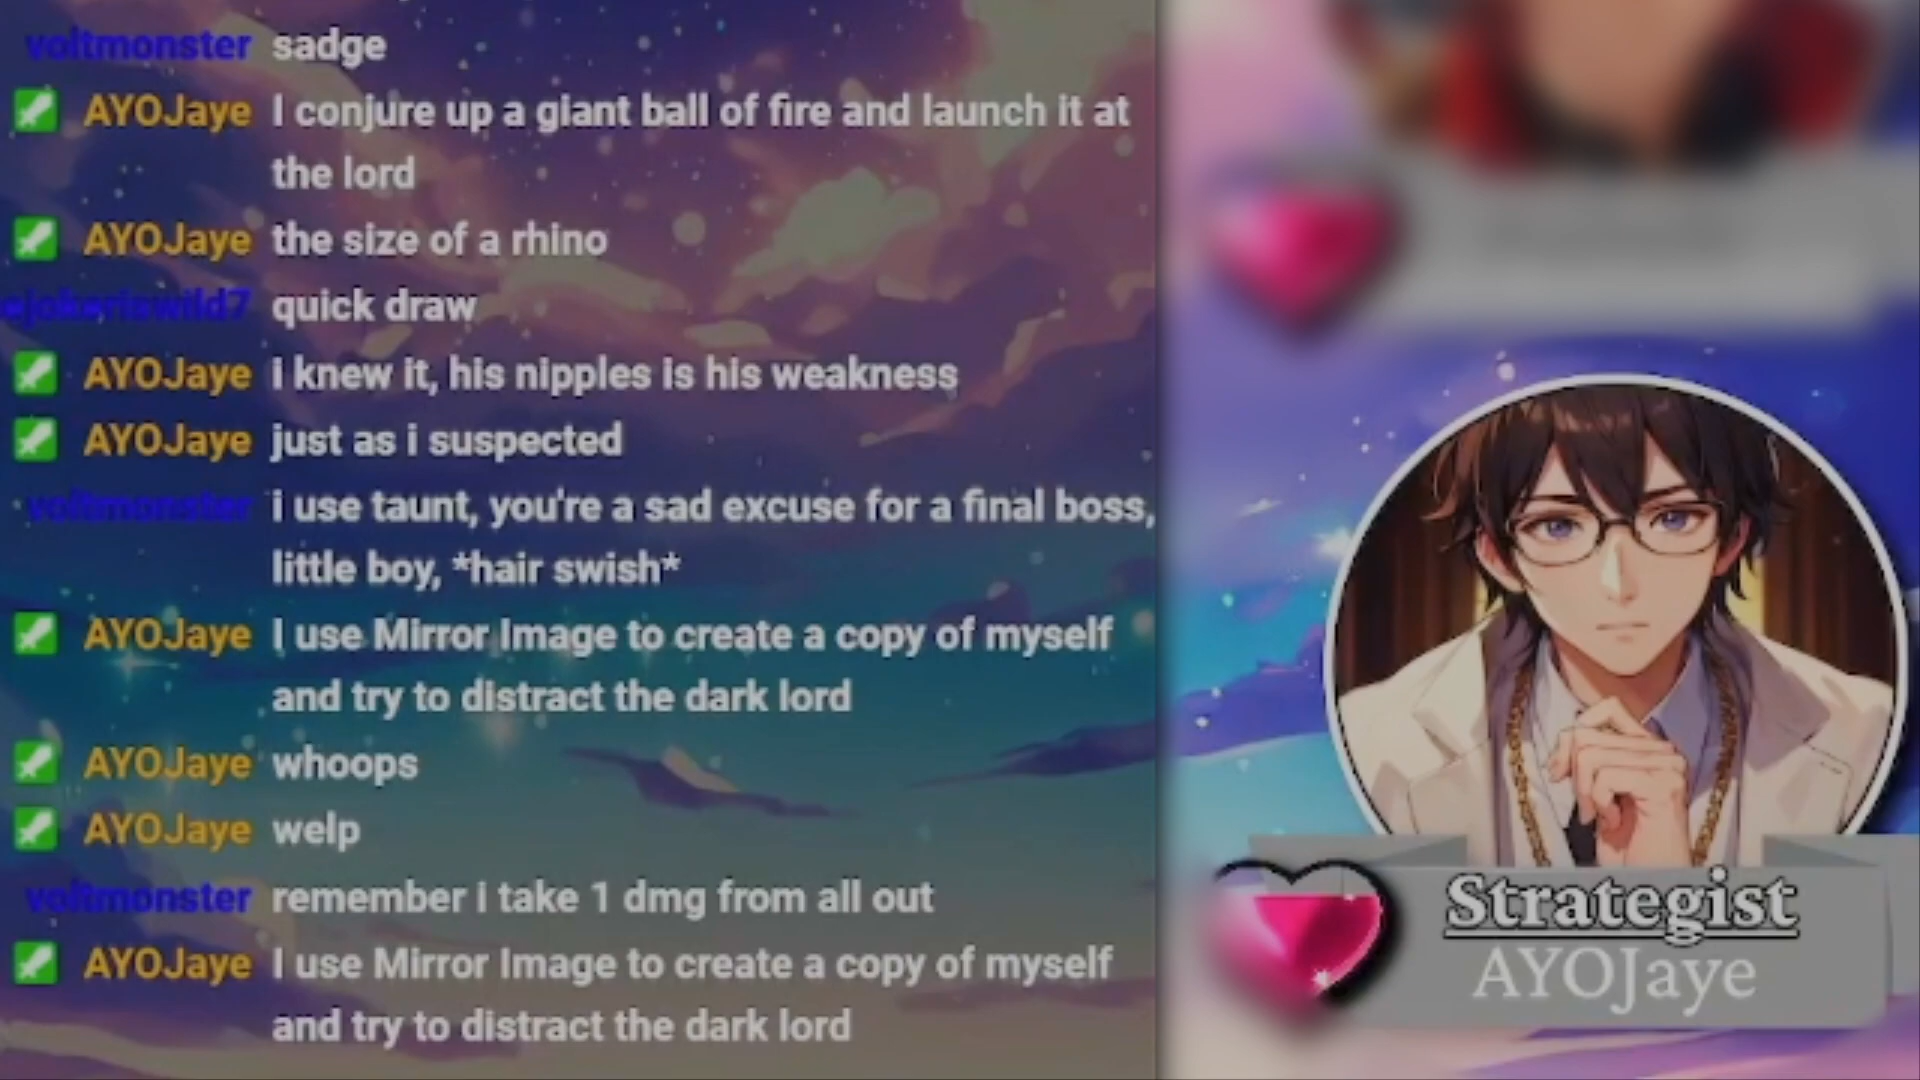 voltmonster sadge
AYOJaye I conjure up a giant ball of fire and launch it at
the lord
AYOJaye the size of a rhino
ejokeriswild7 quick draw
AYOJaye i knew it, his nipples is his weakness
AYOJaye just as i suspected
voltmonster i use taunt, you're a sad excuse for a final boss,
little boy, *hair swish*
AYOJaye I use Mirror Image to create a copy of myself
and try to distract the dark lord
AYOJaye whoops
AYOJaye welp
voltmonster remember i take 1 dmg from all out
AYOJaye I use Mirror Image to create a copy of myself
and try to distract the dark lord
Strategist
AYOJaye